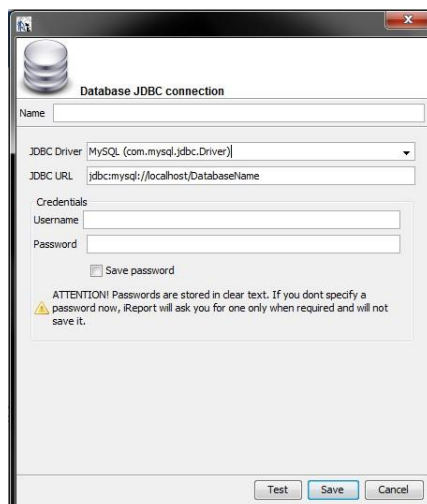 Database JDBC connection
Name
JDBC Driver MySQL (com.mysql.jdbc.Driver)
JDBC URL jdbc:mysql://localhost/DatabaseName
Credentials
Username
Password
Save password
ATTENTION! Passwords are stored in clear text. If you dont specify a
password now, iReport will ask you for one only when required and will not
save it.
Test Save Cancel